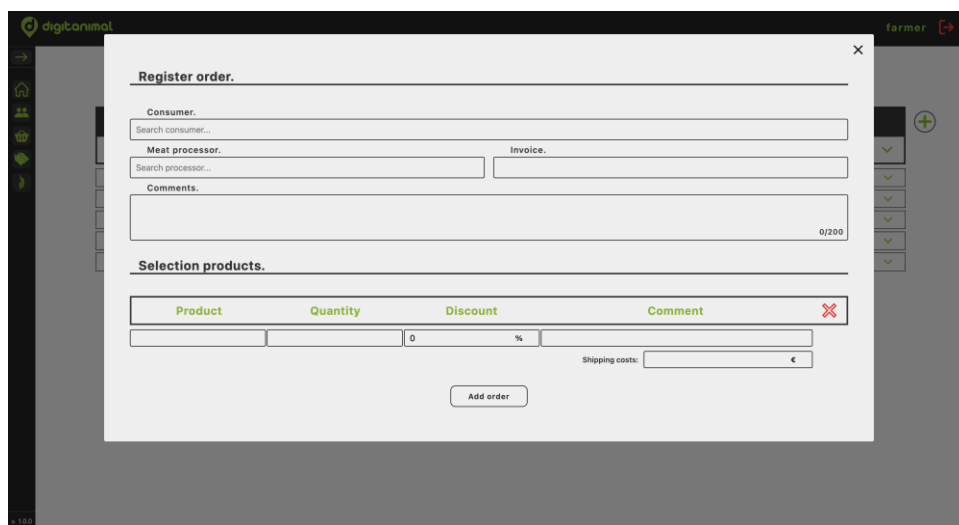 digitanimal
farmer
Register order.
Consumer.
Search consumer...
Meat processor. Invoice.
Search processor...
Comments.
0/200
Selection products.
Product Quantity Discount Comment
0 %
Shipping costs: €
Add order
v. 1.0.0